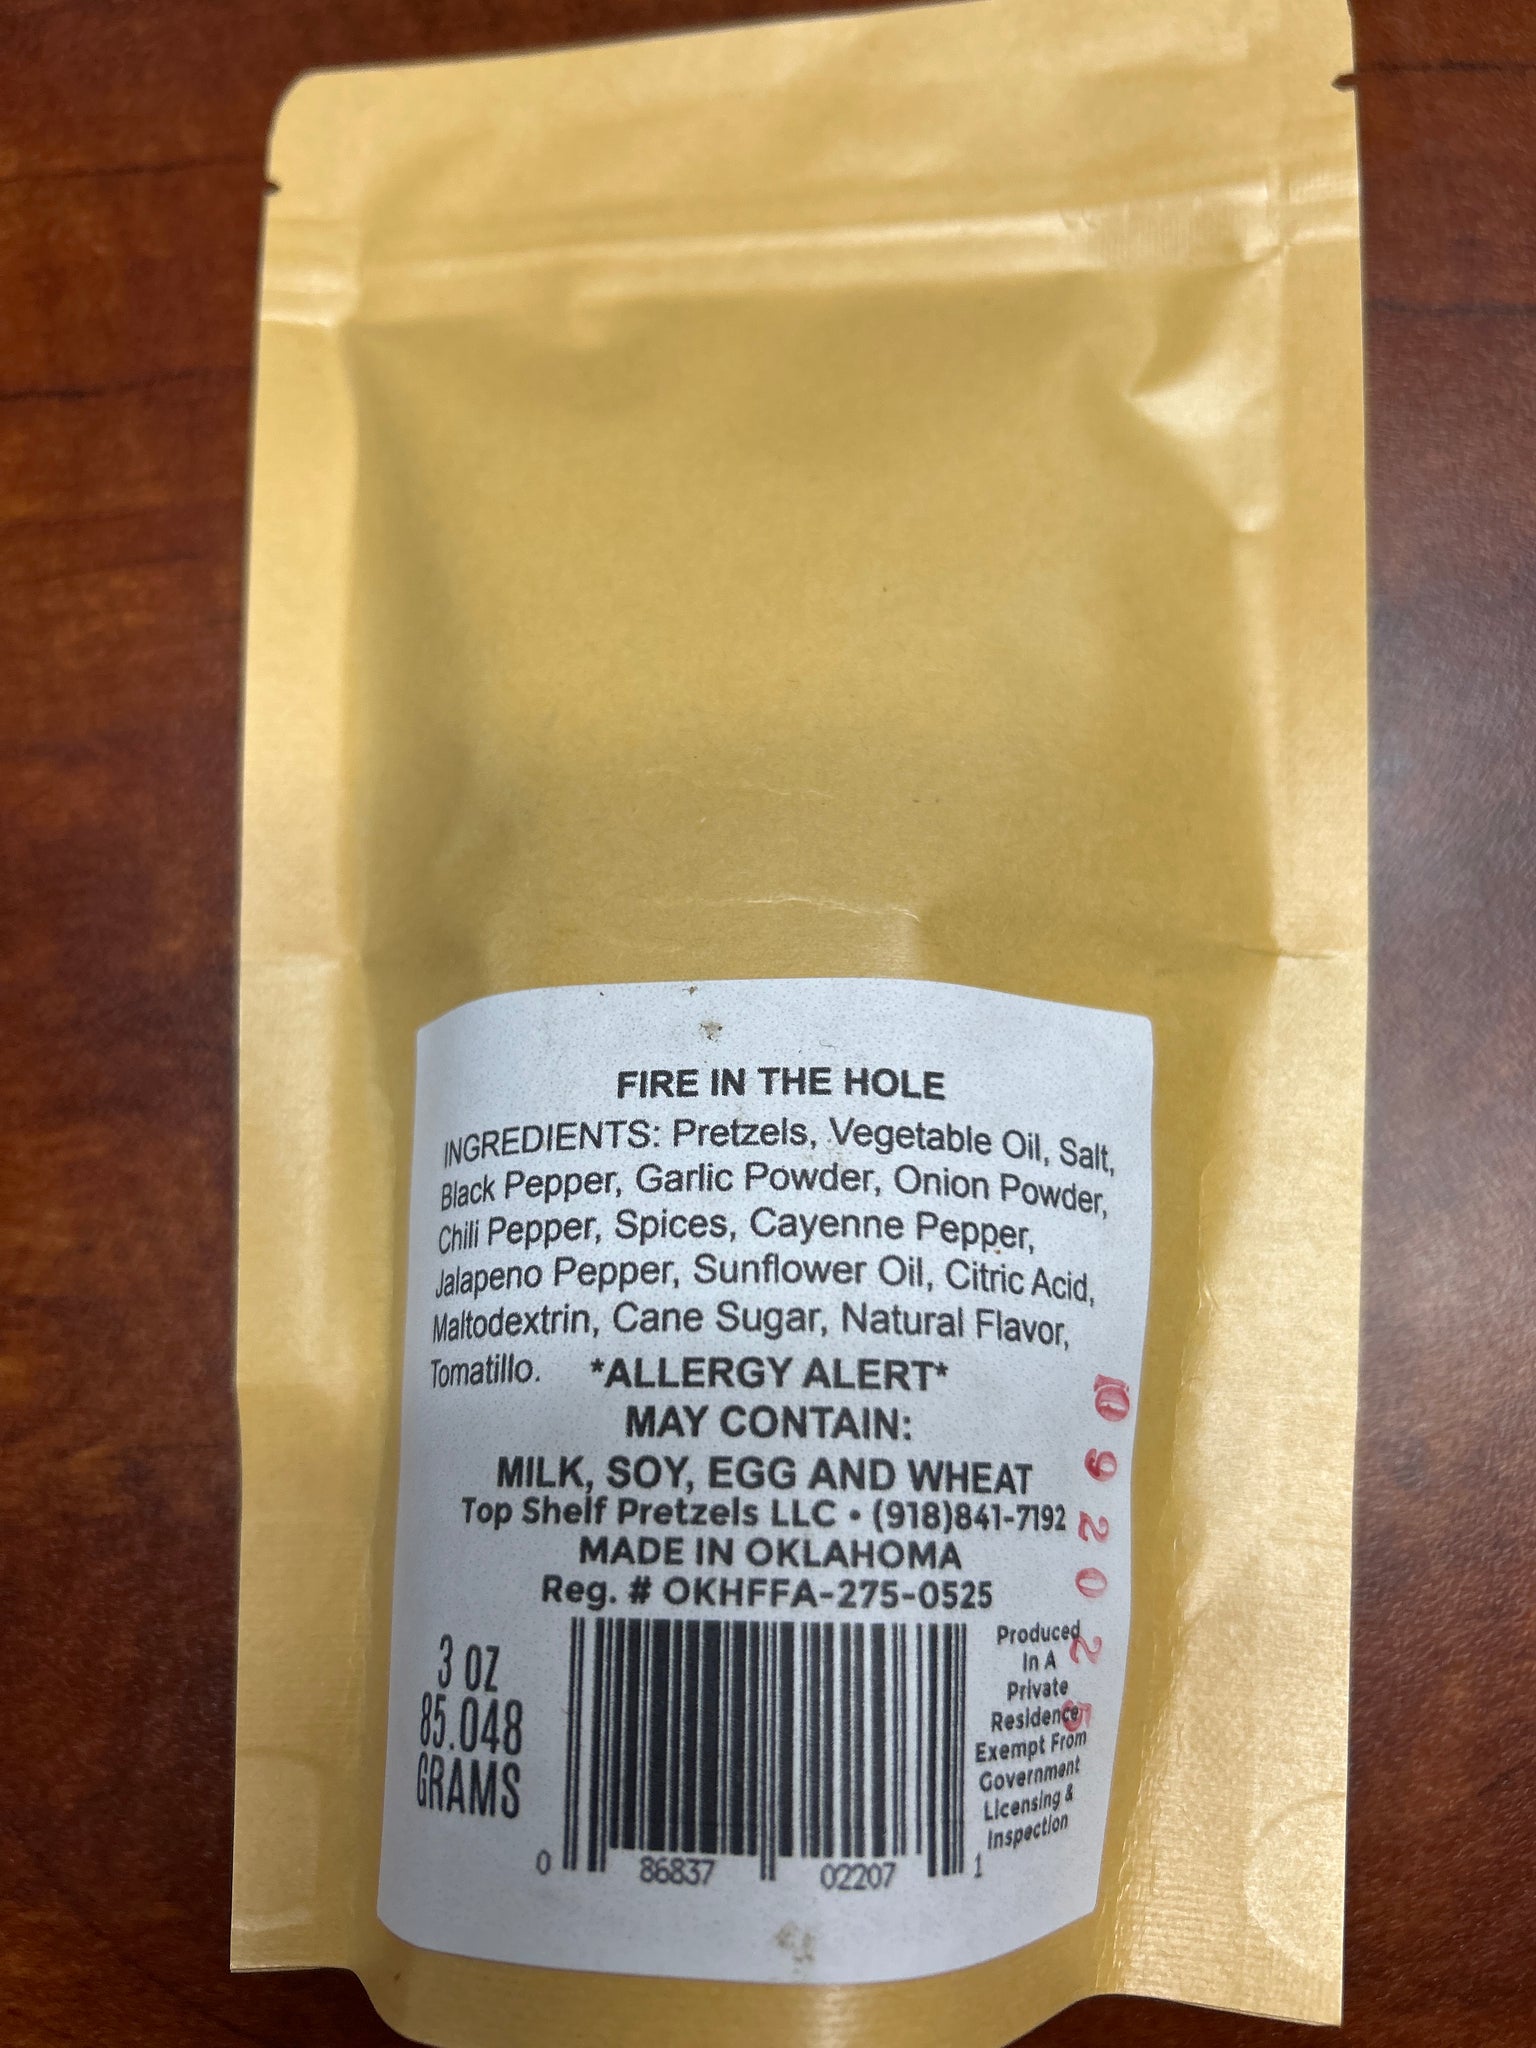 FIRE IN THE HOLE
INGREDIENTS: Pretzels, Vegetable Oil, Salt,
Black Pepper, Garlic Powder, Onion Powder,
Chili Pepper, Spices, Cayenne Pepper,
Jalapeno Pepper, Sunflower Oil, Citric Acid,
Maltodextrin, Cane Sugar, Natural Flavor,
Tomatillo. *ALLERGY ALERT*
MAY CONTAIN:
MILK, SOY, EGG AND WHEAT
Top Shelf Pretzels LLC • (918)841-7192
MADE IN OKLAHOMA
Reg. # OKHFFA-275-0525
3 OZ
85.048
GRAMS
0 86837 02207 1
Produced
In A
Private
Residence
Exempt From
Government
Licensing &
Inspection